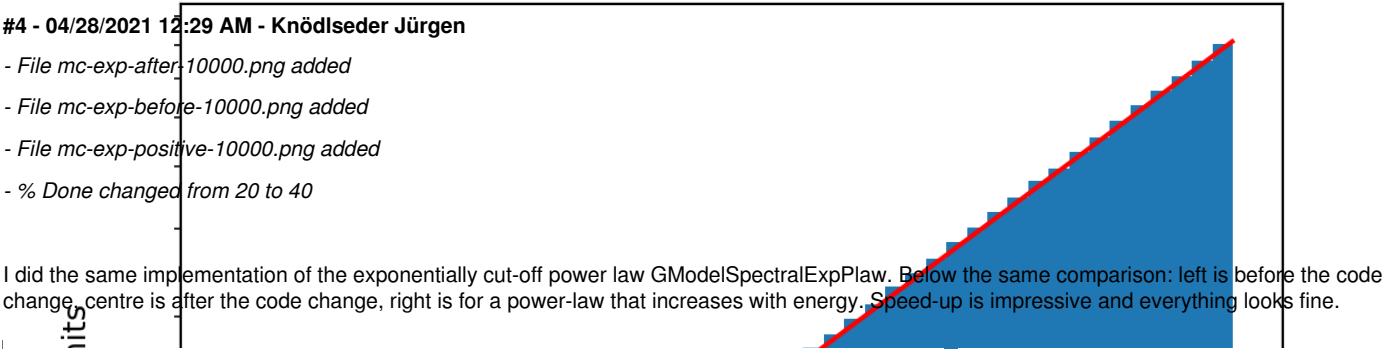 #4 - 04/28/2021 12:29 AM - Knödlseder Jürgen
- File mc-exp-after-10000.png added
- File mc-exp-before-10000.png added
- File mc-exp-positive-10000.png added
- % Done changed from 20 to 40
I did the same implementation of the exponentially cut-off power law GModelSpectralExpPlaw. Below the same comparison: left is before the code
change, centre is after the code change, right is for a power-law that increases with energy. Speed-up is impressive and everything looks fine.